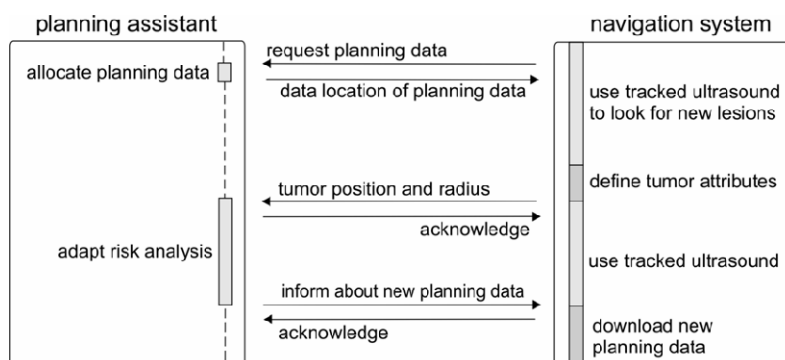 planning assistant
navigation system
request planning data
allocate planning data
data location of planning data
use tracked ultrasound
to look for new lesions
tumor position and radius
define tumor attributes
acknowledge
adapt risk analysis
use tracked ultrasound
inform about new planning data
acknowledge
download new
planning data